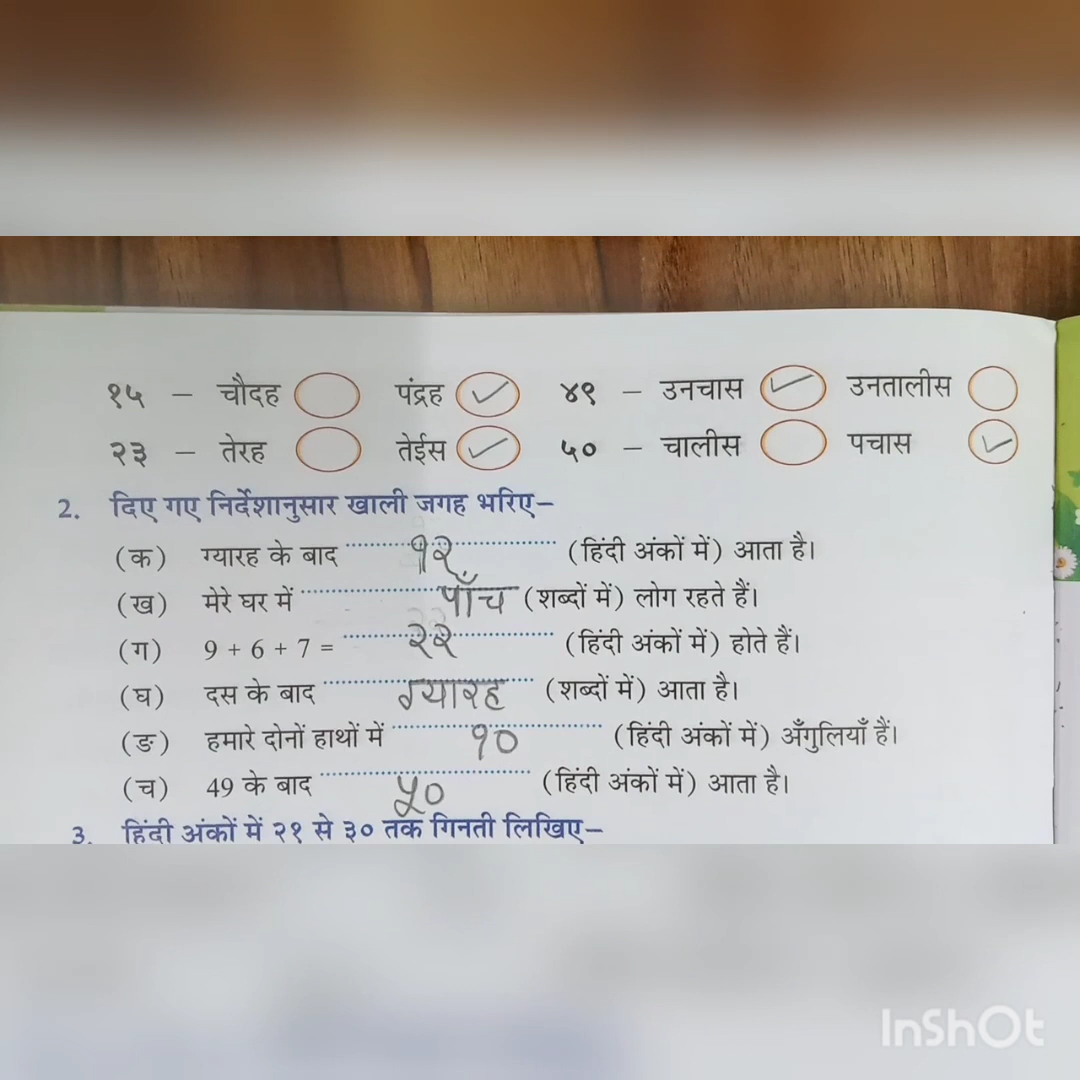 १५ – चौदह पंद्रह ✓ ४९ – उनचास ✓ उनतालीस
२३ – तेरह तेईस ✓ ५० – चालीस पचास ✓
2. दिए गए निर्देशानुसार खाली जगह भरिए–
(क) ग्यारह के बाद १२ (हिंदी अंकों में) आता है।
(ख) मेरे घर में पाँच (शब्दों में) लोग रहते हैं।
(ग) 9 + 6 + 7 = २२ (हिंदी अंकों में) होते हैं।
(घ) दस के बाद ग्यारह (शब्दों में) आता है।
(ङ) हमारे दोनों हाथों में १० (हिंदी अंकों में) अँगुलियाँ हैं।
(च) 49 के बाद ५० (हिंदी अंकों में) आता है।
3. हिंदी अंकों में २१ से ३० तक गिनती लिखिए–
InShOt